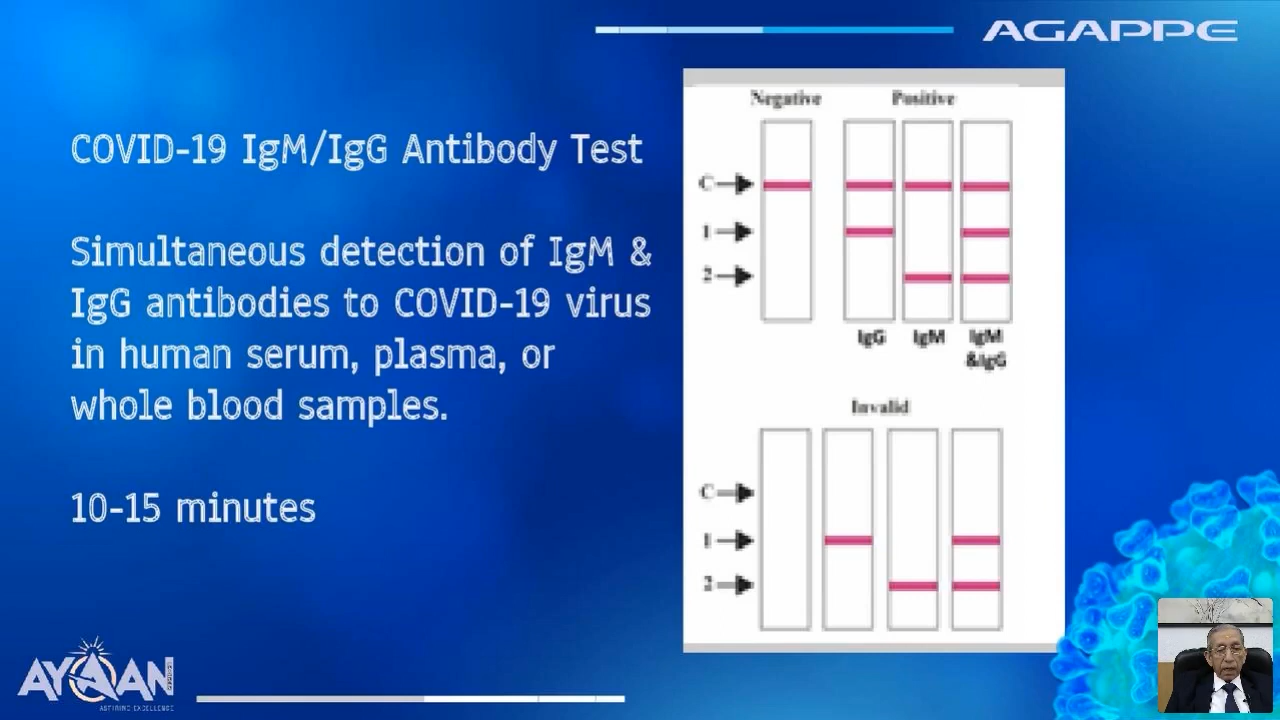 AGAPPE
COVID-19 IgM/IgG Antibody Test
Simultaneous detection of IgM &
IgG antibodies to COVID-19 virus
in human serum, plasma, or
whole blood samples.
10-15 minutes
Negative Positive
C
1
2
IgG IgM IgM
&IgG
Invalid
C
1
2
AYAAN
ASPIRING EXCELLENCE